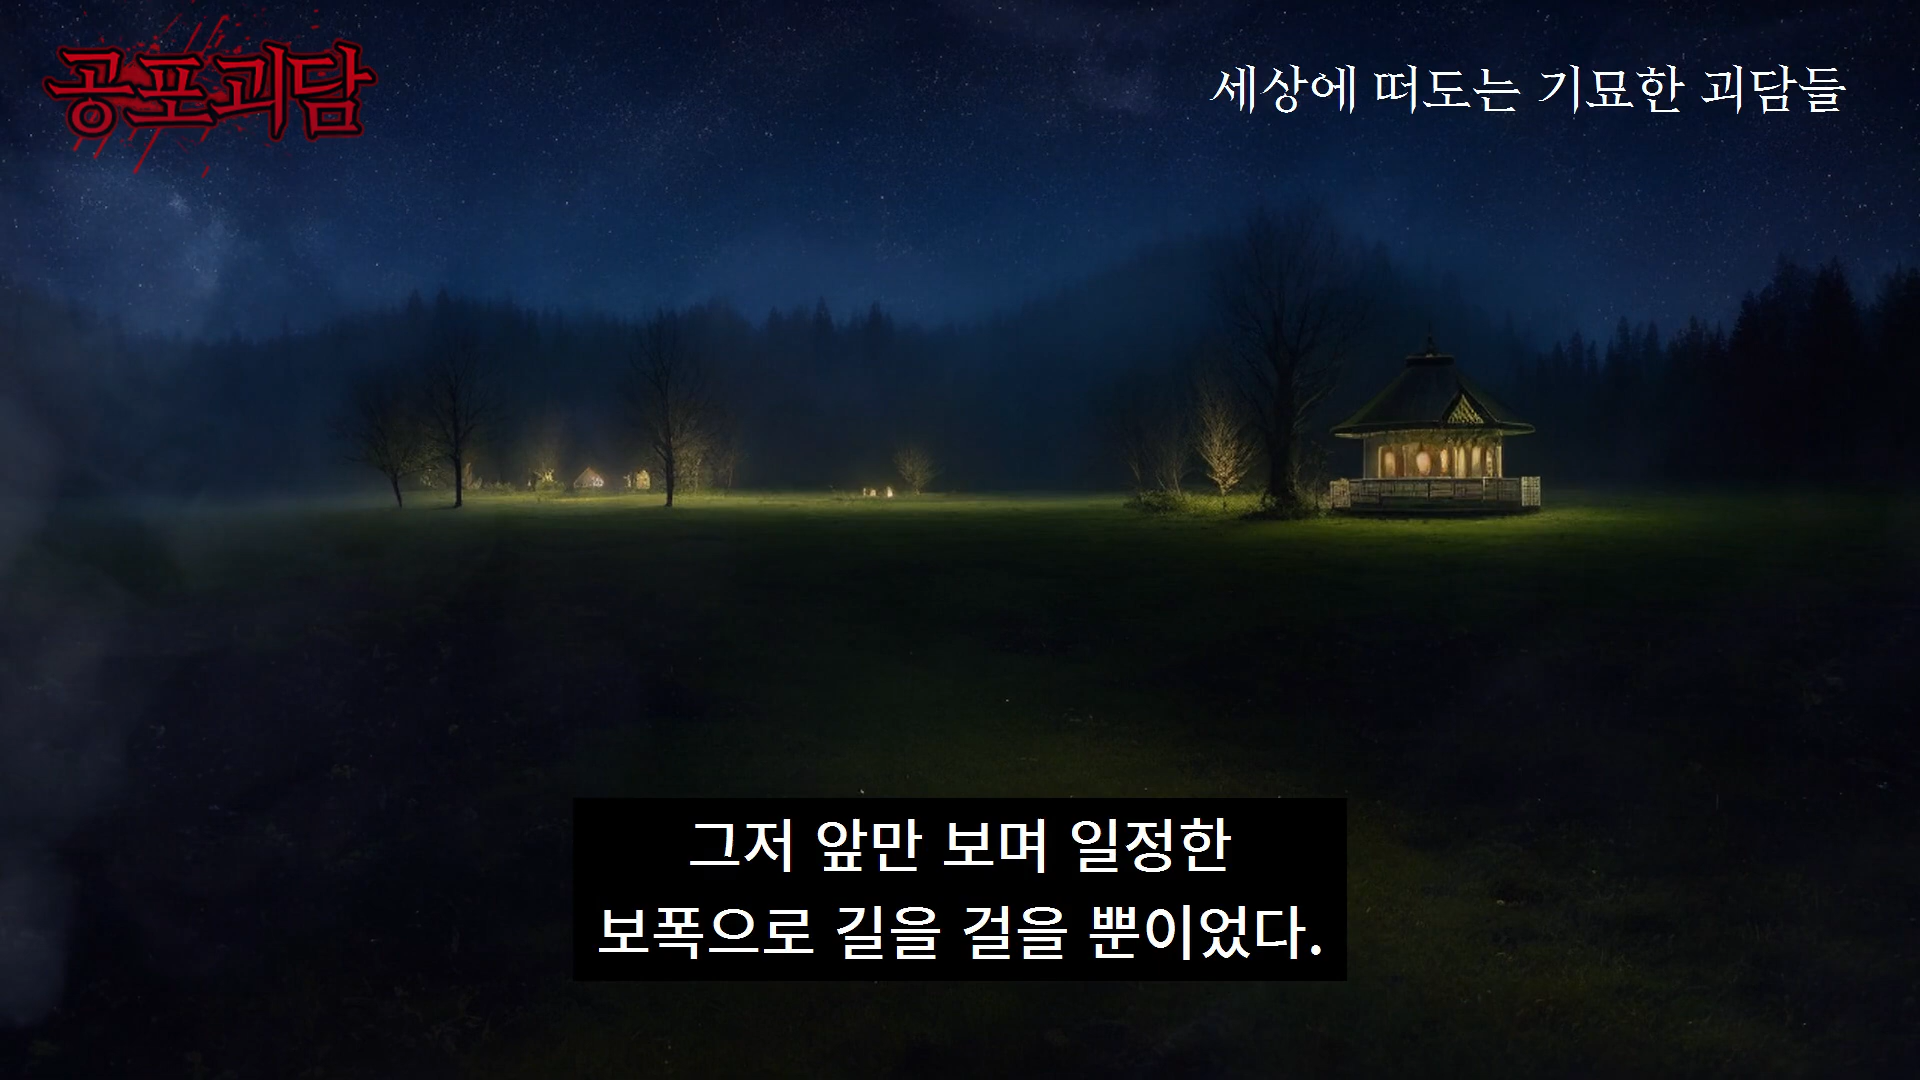 공포괴담
세상에 떠도는 기묘한 괴담들
그저 앞만 보며 일정한
보폭으로 길을 걸을 뿐이었다.